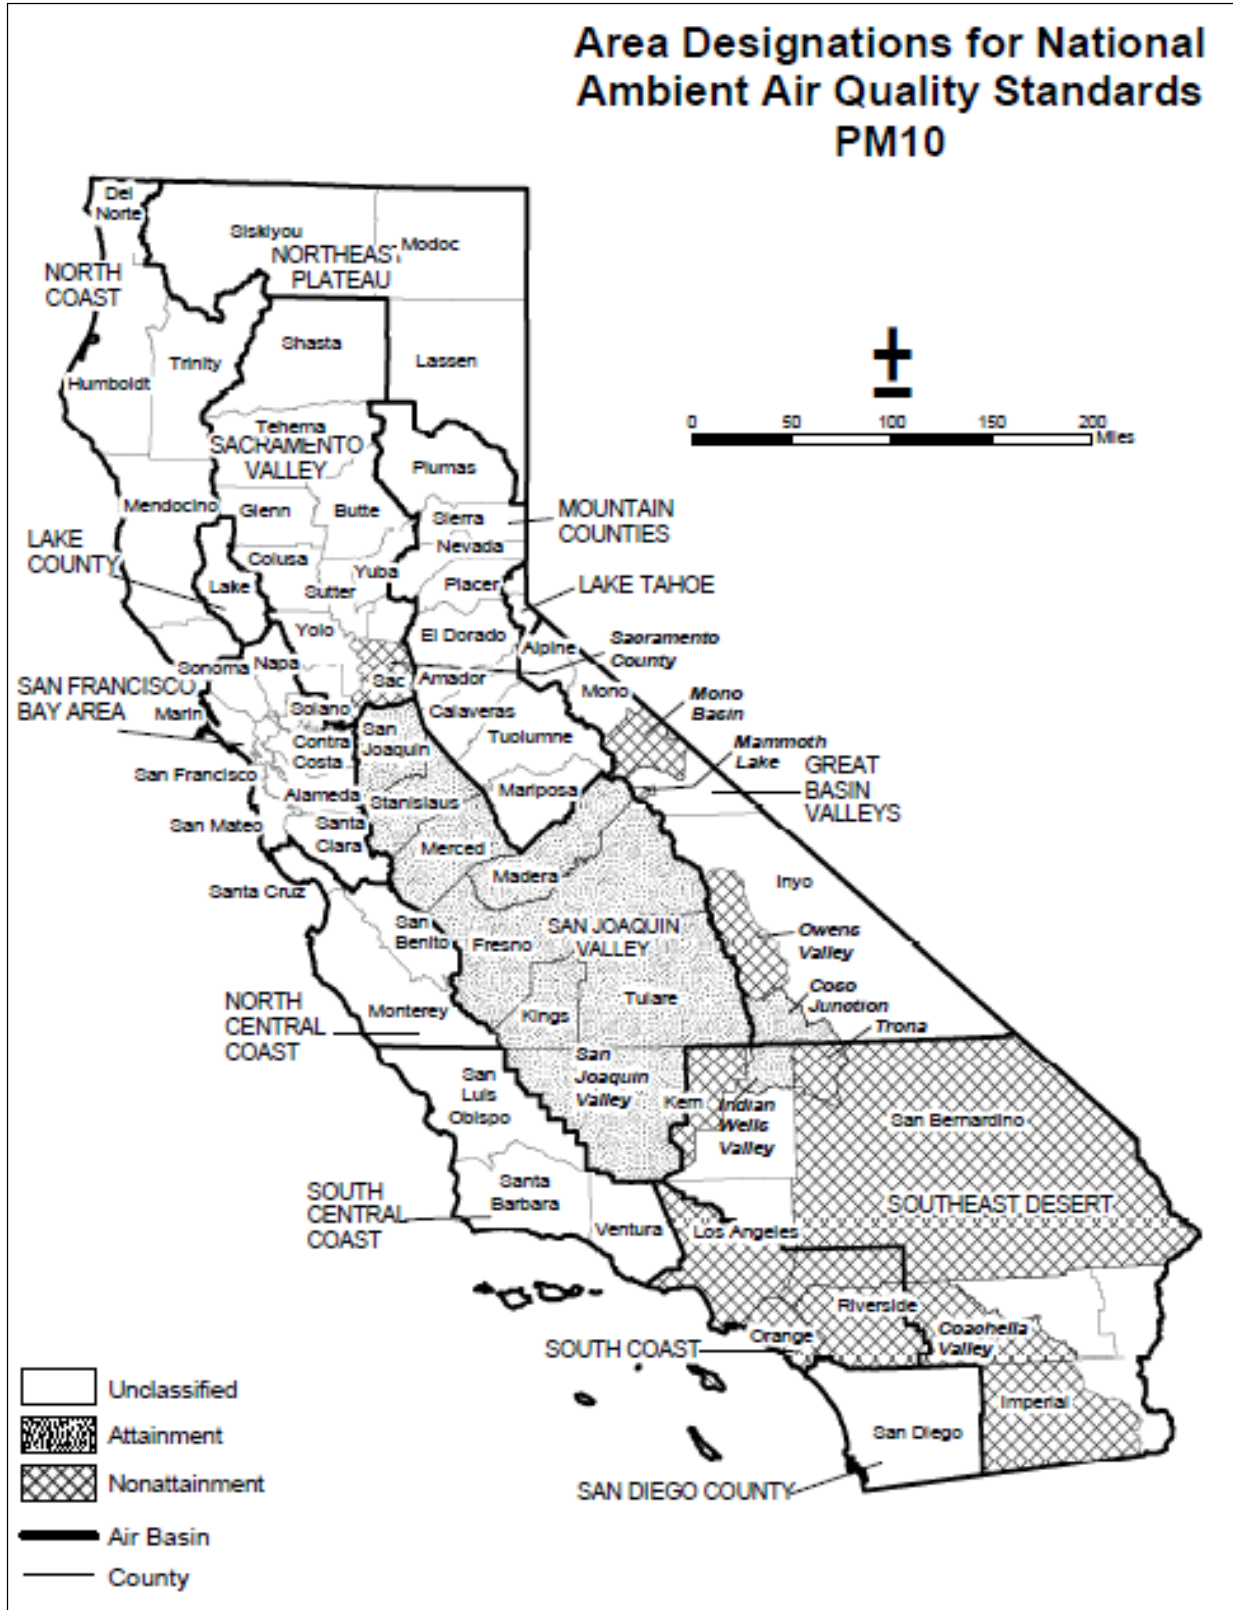 Area Designations for National
Ambient Air Quality Standards
PM10
Del
Norte
Siskiyou
Modoc
NORTHEAST
PLATEAU
NORTH
COAST
Shasta
Trinity
Lassen
Humboldt
0 50 100 150 200
Miles
Tehema
SACRAMENTO
VALLEY
Plumas
Mendocino
Glenn
Butte
Sierra
MOUNTAIN
COUNTIES
LAKE
COUNTY
Nevada
Colusa
Yuba
Lake
Sutter
Placer
LAKE TAHOE
Yolo
El Dorado
Alpine
Sacramento
County
Sonoma
Napa
Sac
Amador
Mono
Mono
Basin
SAN FRANCISCO
BAY AREA
Marin
Solano
Calaveras
San
Joaquin
Tuolumne
Contra
Costa
Mammoth
Lake
GREAT
BASIN
VALLEYS
San Francisco
Alameda
Stanislaus
Mariposa
San Mateo
Santa
Clara
Merced
Madera
Inyo
Santa Cruz
San
Benito
Fresno
SAN JOAQUIN
VALLEY
Owens
Valley
Coso
Junction
Tulare
NORTH
CENTRAL
COAST
Monterey
Kings
Trona
San
Joaquin
Valley
San
Luis
Obispo
Kern
Indian
Wells
Valley
San Bernardino
Santa
Barbara
SOUTH
CENTRAL
COAST
SOUTHEAST DESERT
Ventura
Los Angeles
Riverside
Orange
Coachella
Valley
SOUTH COAST
Unclassified
Imperial
Attainment
San Diego
Nonattainment
SAN DIEGO COUNTY
Air Basin
County